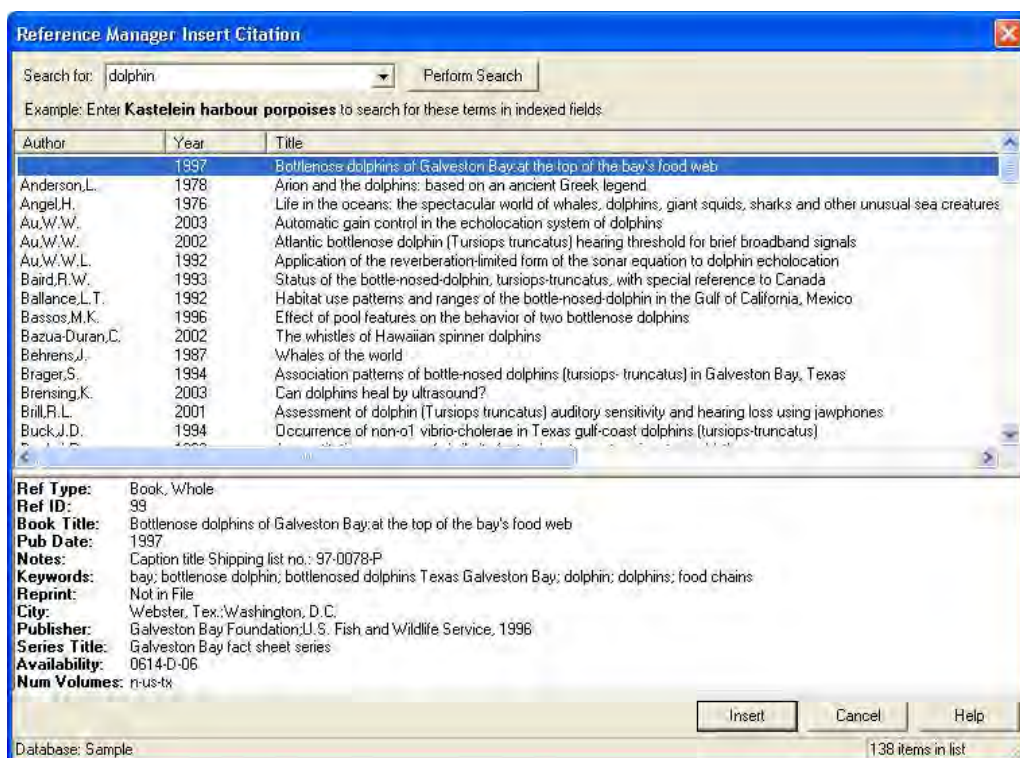 Reference Manager Insert Citation
Search for: dolphin Perform Search
Example: Enter Kastelein harbour porpoises to search for these terms in indexed fields
Author Year Title
1997 Bottlenose dolphins of Galveston Bay:at the top of the bay's food web
Anderson,L. 1978 Arion and the dolphins: based on an ancient Greek legend
Angel,H. 1976 Life in the oceans: the spectacular world of whales, dolphins, giant squids, sharks and other unusual sea creatures
Au,W.W. 2003 Automatic gain control in the echolocation system of dolphins
Au,W.W. 2002 Atlantic bottlenose dolphin (Tursiops truncatus) hearing threshold for brief broadband signals
Au,W.W.L. 1992 Application of the reverberation-limited form of the sonar equation to dolphin echolocation
Baird,R.W. 1993 Status of the bottle-nosed-dolphin, tursiops-truncatus, with special reference to Canada
Ballance,L.T. 1992 Habitat use patterns and ranges of the bottle-nosed-dolphin in the Gulf of California, Mexico
Bassos,M.K. 1996 Effect of pool features on the behavior of two bottlenose dolphins
Bazua-Duran,C. 2002 The whistles of Hawaiian spinner dolphins
Behrens,J. 1987 Whales of the world
Brager,S. 1994 Association patterns of bottle-nosed dolphins (tursiops- truncatus) in Galveston Bay, Texas
Brensing,K. 2003 Can dolphins heal by ultrasound?
Brill,R.L. 2001 Assessment of dolphin (Tursiops truncatus) auditory sensitivity and hearing loss using jawphones
Buck,J.D. 1994 Occurrence of non-o1 vibrio-cholerae in Texas gulf-coast dolphins (tursiops-truncatus)
Ref Type: Book, Whole
Ref ID: 99
Book Title: Bottlenose dolphins of Galveston Bay:at the top of the bay's food web
Pub Date: 1997
Notes: Caption title Shipping list no.: 97-0078-P
Keywords: bay; bottlenose dolphin; bottlenosed dolphins Texas Galveston Bay; dolphin; dolphins; food chains
Reprint: Not in File
City: Webster, Tex.;Washington, D.C.
Publisher: Galveston Bay Foundation;U.S. Fish and Wildlife Service, 1996
Series Title: Galveston Bay fact sheet series
Availability: 0614-D-06
Num Volumes: n-us-tx
Insert Cancel Help
Database: Sample 138 items in list